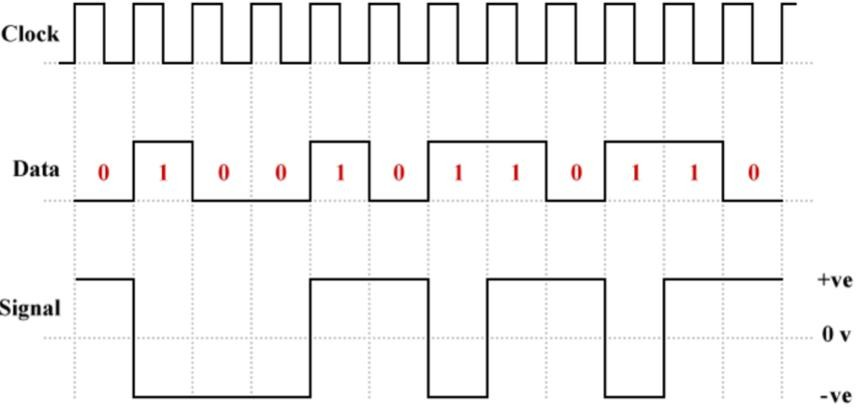 Clock
Data 0 1 0 0 1 0 1 1 0 1 1 0
+ve
Signal
0 v
-ve